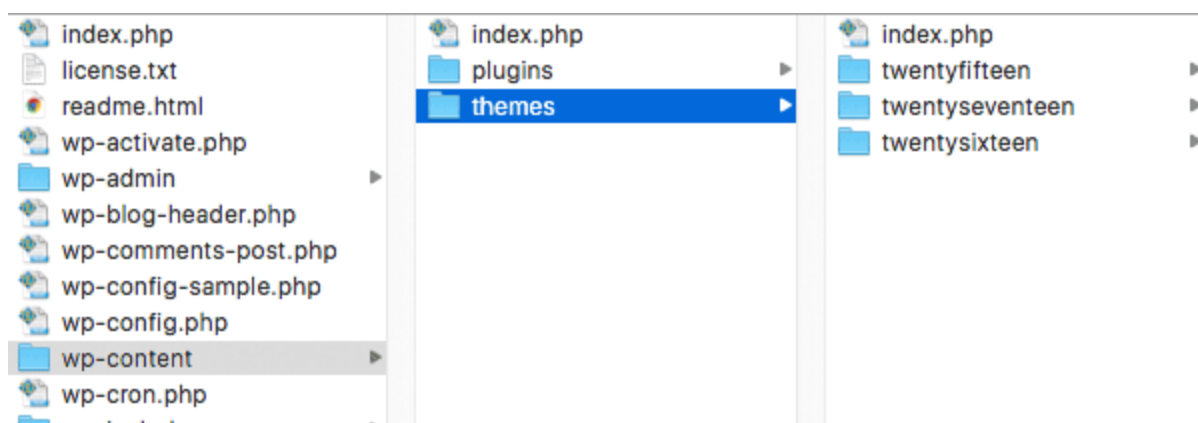 index.php
license.txt
readme.html
wp-activate.php
wp-admin
wp-blog-header.php
wp-comments-post.php
wp-config-sample.php
wp-config.php
wp-content
wp-cron.php
index.php
plugins
themes
index.php
twentyfifteen
twentyseventeen
twentysixteen